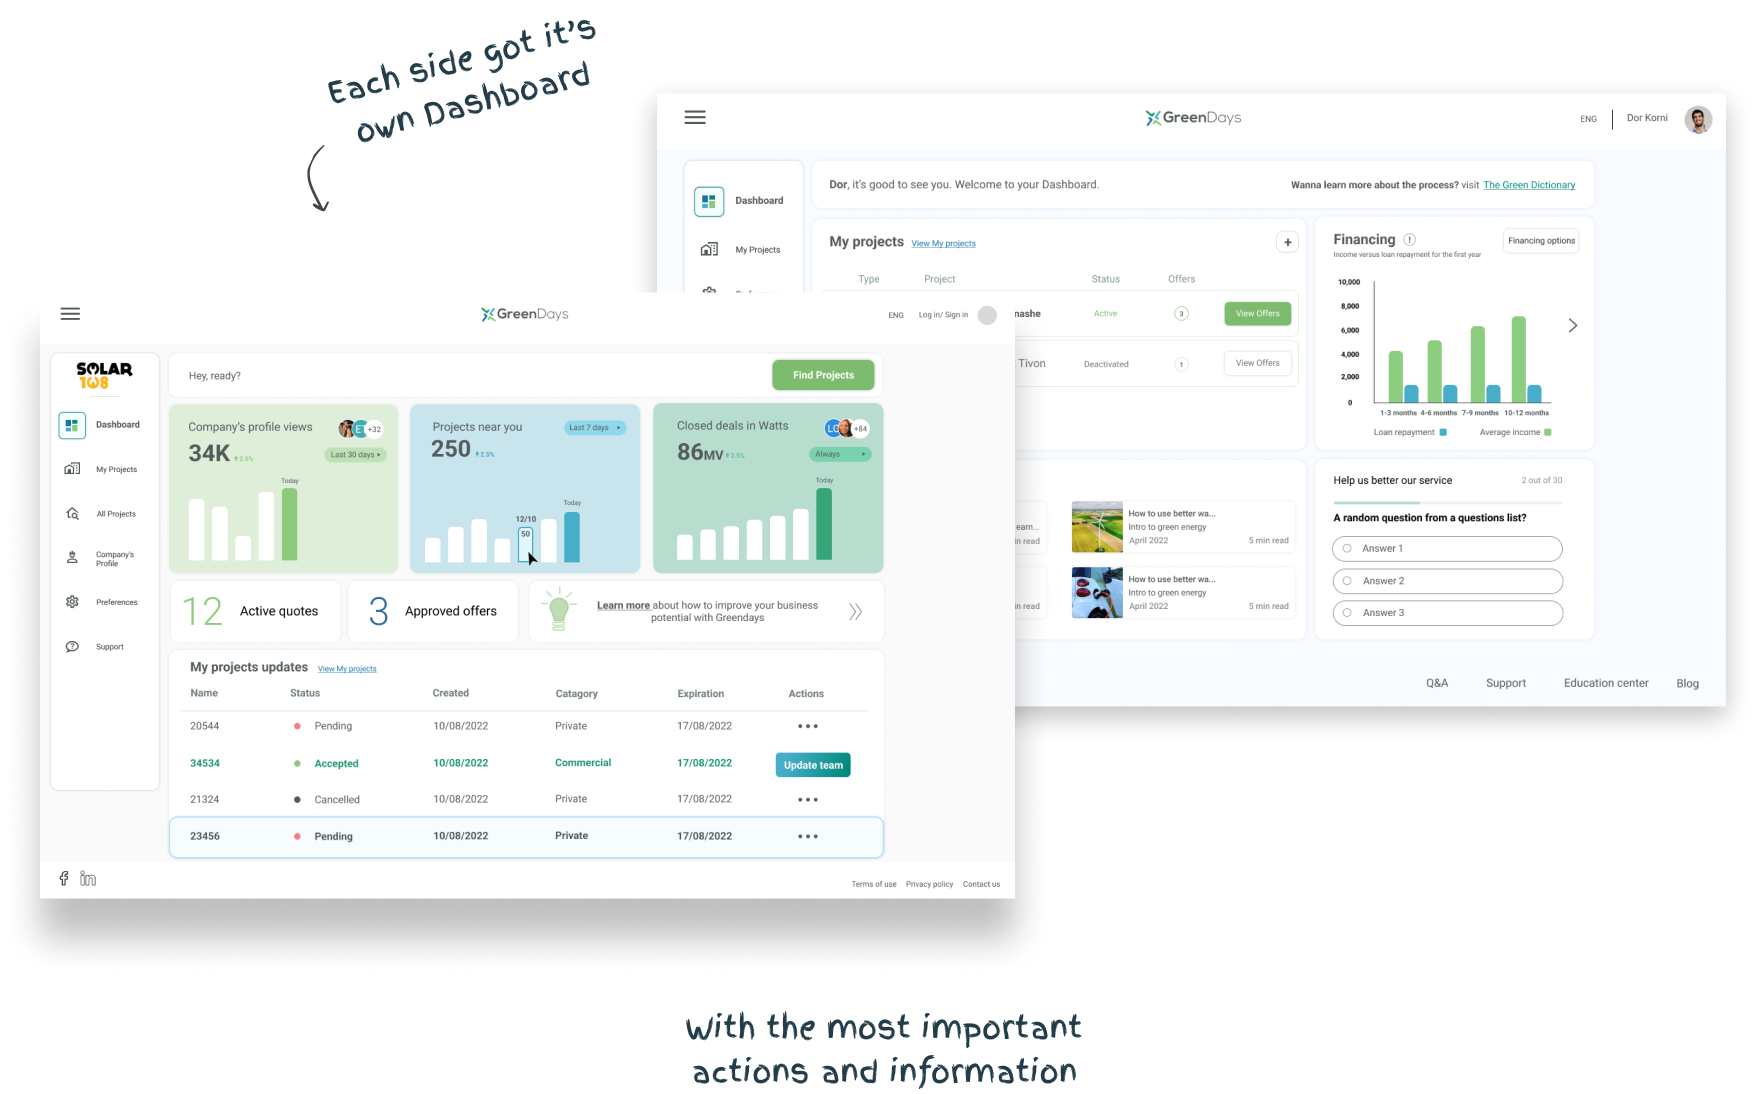 Each side got it's
own Dashboard
GreenDays
ENG
Dor Korni
Dashboard
My Projects
Dor, it's good to see you. Welcome to your Dashboard.
Wanna learn more about the process? visit The Green Dictionary
My projects View My projects
+
Type Project Status Offers
nashe Active 3 View Offers
Tivon Deactivated 1 View Offers
Financing !
Financing options
Income versus loan repayment for the first year
10,000
8,000
6,000
4,000
2,000
0
1-3 months 4-6 months 7-9 months 10-12 months
Loan repayment Average income
earn...
in read
in read
How to use better wa...
Intro to green energy
April 2022 5 min read
How to use better wa...
Intro to green energy
April 2022 5 min read
Help us better our service 2 out of 30
A random question from a questions list?
Answer 1
Answer 2
Answer 3
Q&A Support Education center Blog
GreenDays
ENG Log in/ Sign in
SOLAR
108
Dashboard
My Projects
All Projects
Company's
Profile
Preferences
Support
Hey, ready?
Find Projects
Company's profile views
E +32
34K 2.5%
Last 30 days
Today
Projects near you
Last 7 days
250 2.5%
12/10
50
Today
Closed deals in Watts
LC +84
86MV 2.5%
Always
Today
12 Active quotes
3 Approved offers
Learn more about how to improve your business
potential with Greendays
My projects updates View My projects
Name Status Created Catagory Expiration Actions
20544 Pending 10/08/2022 Private 17/08/2022
34534 Accepted 10/08/2022 Commercial 17/08/2022 Update team
21324 Cancelled 10/08/2022 Private 17/08/2022
23456 Pending 10/08/2022 Private 17/08/2022
Terms of use Privacy policy Contact us
With the most important
actions and information